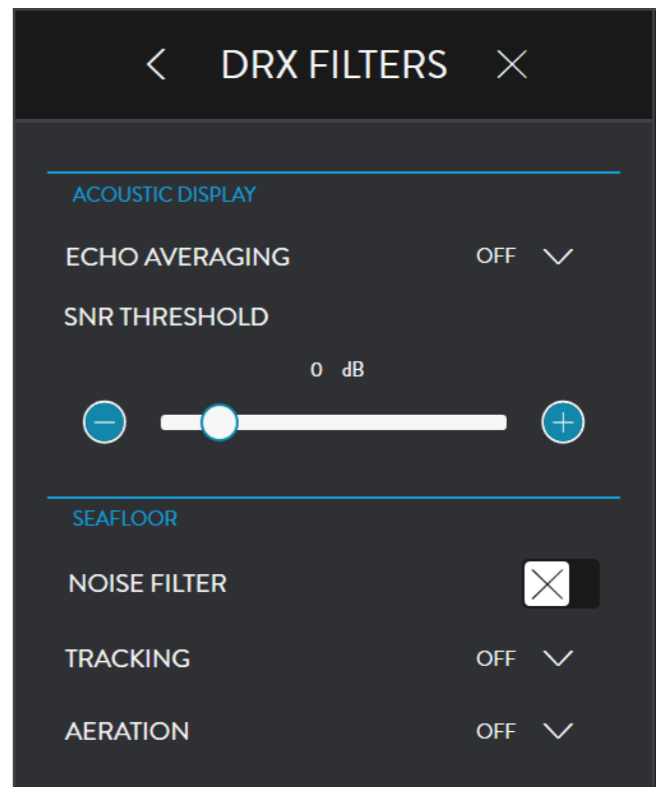 DRX FILTERS
ACOUSTIC DISPLAY
ECHO AVERAGING OFF
SNR THRESHOLD
0 dB
SEAFLOOR
NOISE FILTER
TRACKING OFF
AERATION OFF